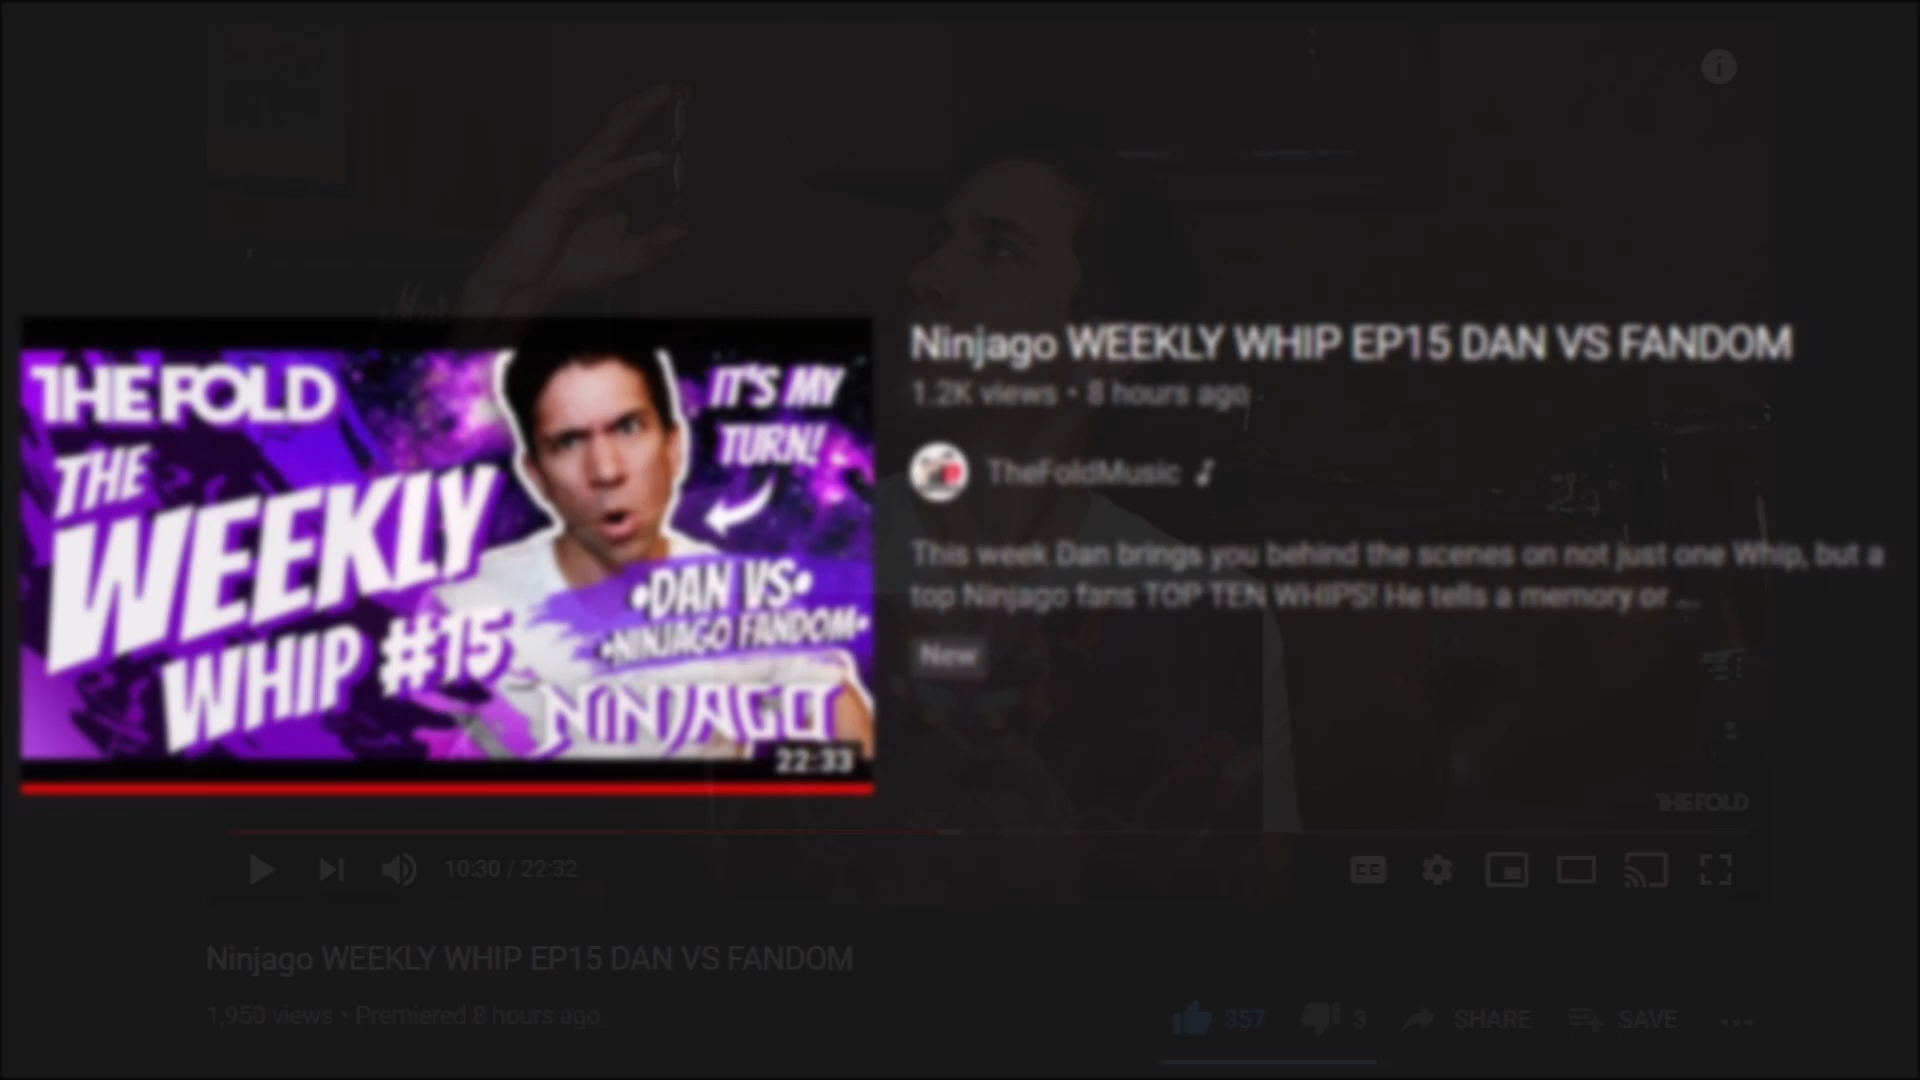 THE FOLD
THE
WEEKLY
WHIP #15
IT'S MY
TURN!
•DAN VS•
•NINJAGO FANDOM•
NINJAGO
22:33
Ninjago WEEKLY WHIP EP15 DAN VS FANDOM
1.2K views • 8 hours ago
TheFoldMusic
This week Dan brings you behind the scenes on not just one Whip, but a
top Ninjago fans TOP TEN WHIPS! He tells a memory or ...
New
THE FOLD
10:30 / 22:32
CC
Ninjago WEEKLY WHIP EP15 DAN VS FANDOM
1,950 views • Premiered 8 hours ago
357
3
SHARE
SAVE